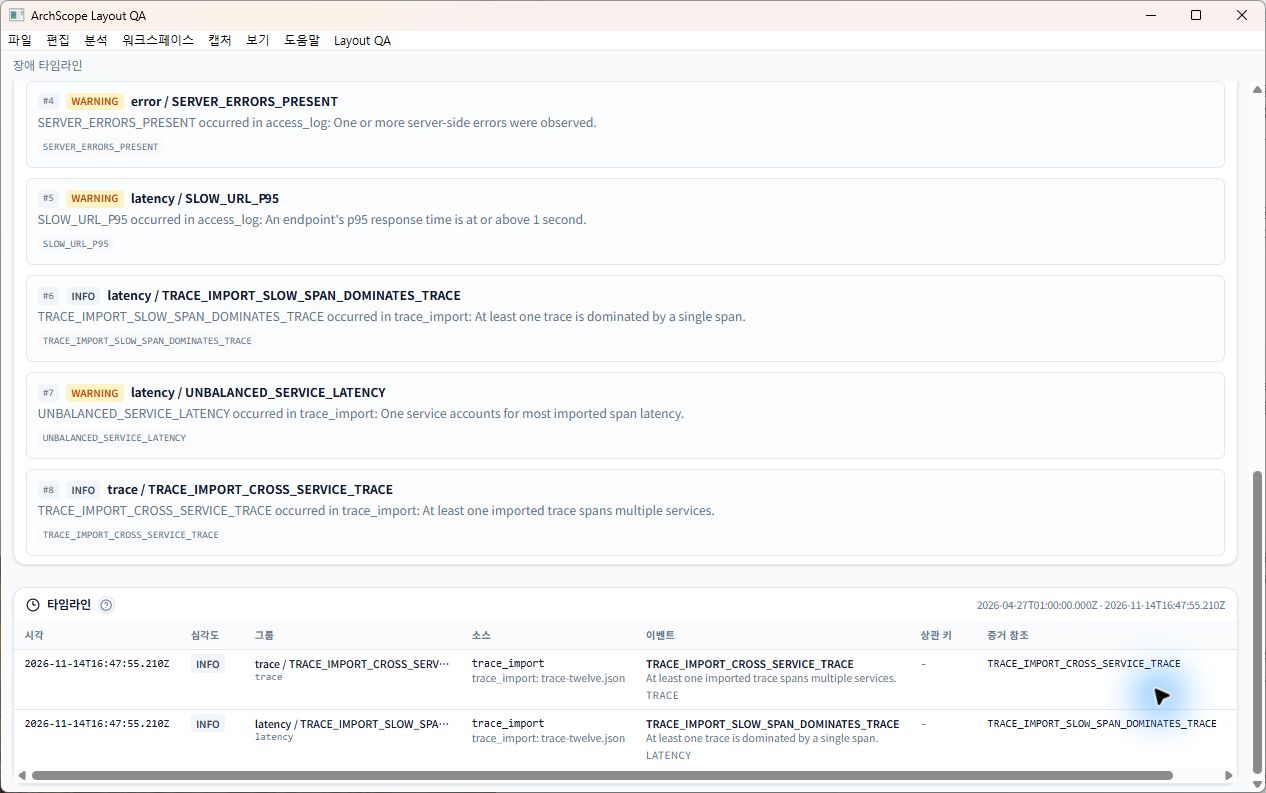 ArchScope Layout QA
파일 편집 분석 워크스페이스 캡처 보기 도움말 Layout QA
장애 타임라인
#4 WARNING error / SERVER_ERRORS_PRESENT
SERVER_ERRORS_PRESENT occurred in access_log: One or more server-side errors were observed.
SERVER_ERRORS_PRESENT
#5 WARNING latency / SLOW_URL_P95
SLOW_URL_P95 occurred in access_log: An endpoint's p95 response time is at or above 1 second.
SLOW_URL_P95
#6 INFO latency / TRACE_IMPORT_SLOW_SPAN_DOMINATES_TRACE
TRACE_IMPORT_SLOW_SPAN_DOMINATES_TRACE occurred in trace_import: At least one trace is dominated by a single span.
TRACE_IMPORT_SLOW_SPAN_DOMINATES_TRACE
#7 WARNING latency / UNBALANCED_SERVICE_LATENCY
UNBALANCED_SERVICE_LATENCY occurred in trace_import: One service accounts for most imported span latency.
UNBALANCED_SERVICE_LATENCY
#8 INFO trace / TRACE_IMPORT_CROSS_SERVICE_TRACE
TRACE_IMPORT_CROSS_SERVICE_TRACE occurred in trace_import: At least one imported trace spans multiple services.
TRACE_IMPORT_CROSS_SERVICE_TRACE
타임라인 ? 2026-04-27T01:00:00.000Z - 2026-11-14T16:47:55.210Z
시각 심각도 그룹 소스 이벤트 상관 키 증거 참조
2026-11-14T16:47:55.210Z INFO trace / TRACE_IMPORT_CROSS_SERV… trace_import TRACE_IMPORT_CROSS_SERVICE_TRACE - TRACE_IMPORT_CROSS_SERVICE_TRACE
trace trace_import: trace-twelve.json At least one imported trace spans multiple services.
TRACE
2026-11-14T16:47:55.210Z INFO latency / TRACE_IMPORT_SLOW_SPA… trace_import TRACE_IMPORT_SLOW_SPAN_DOMINATES_TRACE - TRACE_IMPORT_SLOW_SPAN_DOMINATES_TRACE
latency trace_import: trace-twelve.json At least one trace is dominated by a single span.
LATENCY